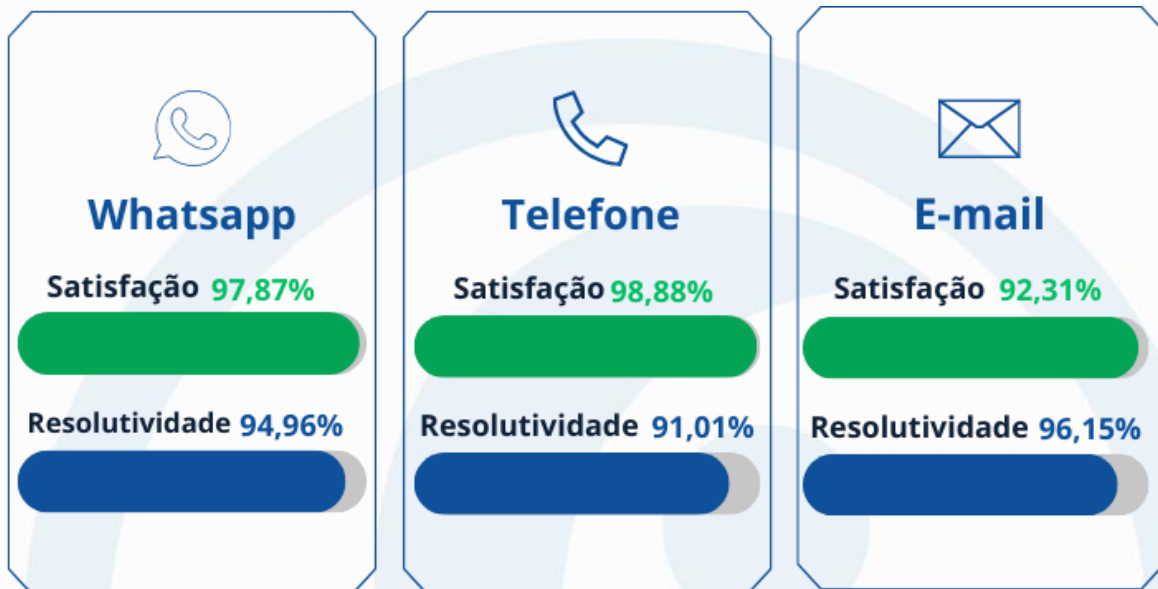 Whatsapp
Satisfação 97,87%
Resolutividade 94,96%
Telefone
Satisfação 98,88%
Resolutividade 91,01%
E-mail
Satisfação 92,31%
Resolutividade 96,15%